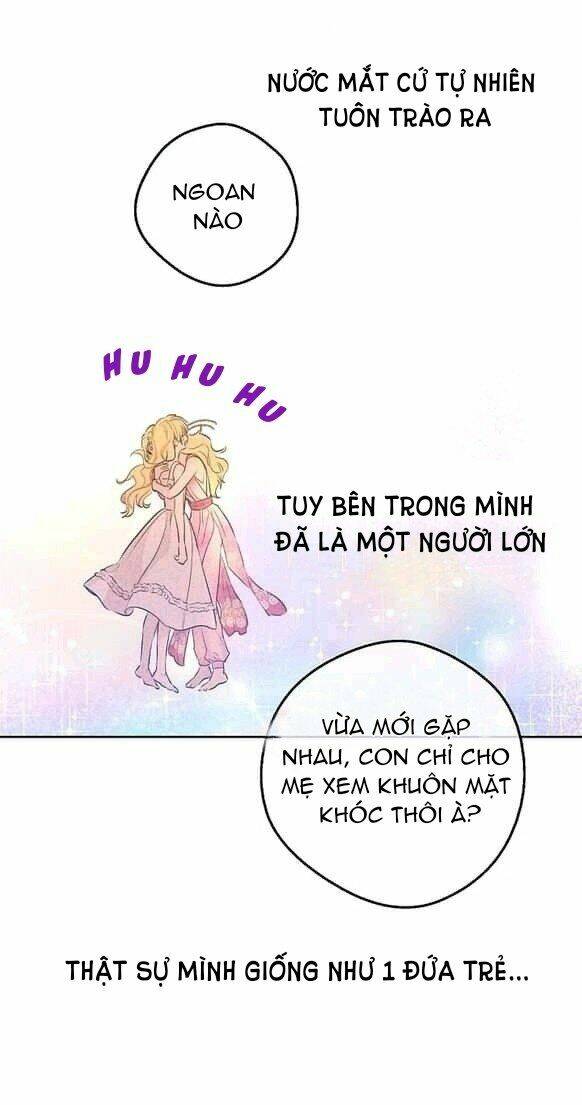 NƯỚC MẮT CỨ TỰ NHIÊN
TUÔN TRÀO RA
NGOAN
NÀO
HU HU HU
TUY BÊN TRONG MÌNH
ĐÃ LÀ MỘT NGƯỜI LỚN
VỪA MỚI GẶP
NHAU, CON CHỈ CHO
MẸ XEM KHUÔN MẶT
KHÓC THÔI À?
THẬT SỰ MÌNH GIỐNG NHƯ 1 ĐỨA TRẺ...